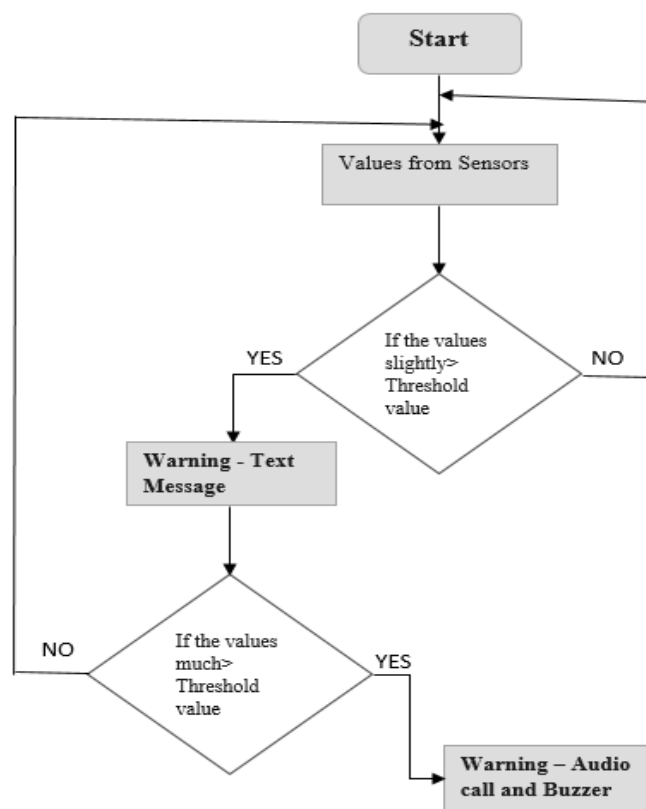 Start
Values from Sensors
If the values
slightly>
Threshold
value
YES
NO
Warning - Text
Message
If the values
much>
Threshold
value
NO
YES
Warning – Audio
call and Buzzer